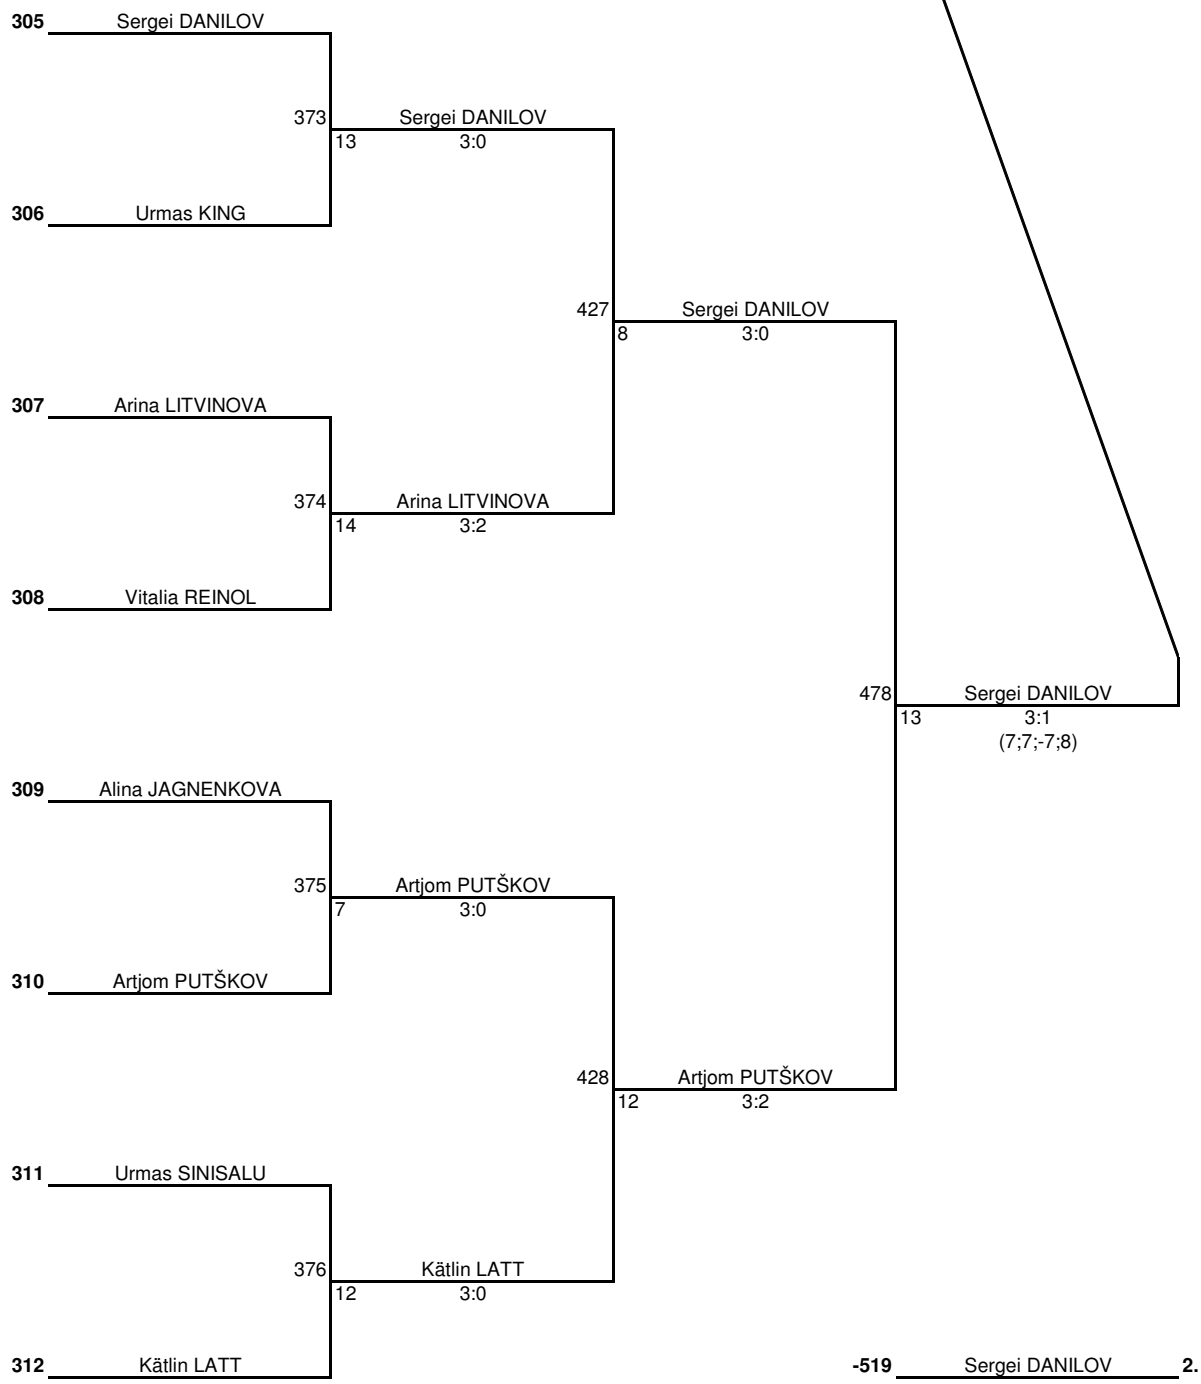 305 Sergei DANILOV
373 Sergei DANILOV
13 3:0
306 Urmas KING
427 Sergei DANILOV
8 3:0
307 Arina LITVINOVA
374 Arina LITVINOVA
14 3:2
308 Vitalia REINOL
478 Sergei DANILOV
13 3:1
(7;7;-7;8)
309 Alina JAGNENKOVA
375 Artjom PUTŠKOV
7 3:0
310 Artjom PUTŠKOV
428 Artjom PUTŠKOV
12 3:2
311 Urmas SINISALU
376 Kätlin LATT
12 3:0
312 Kätlin LATT
-519 Sergei DANILOV 2.